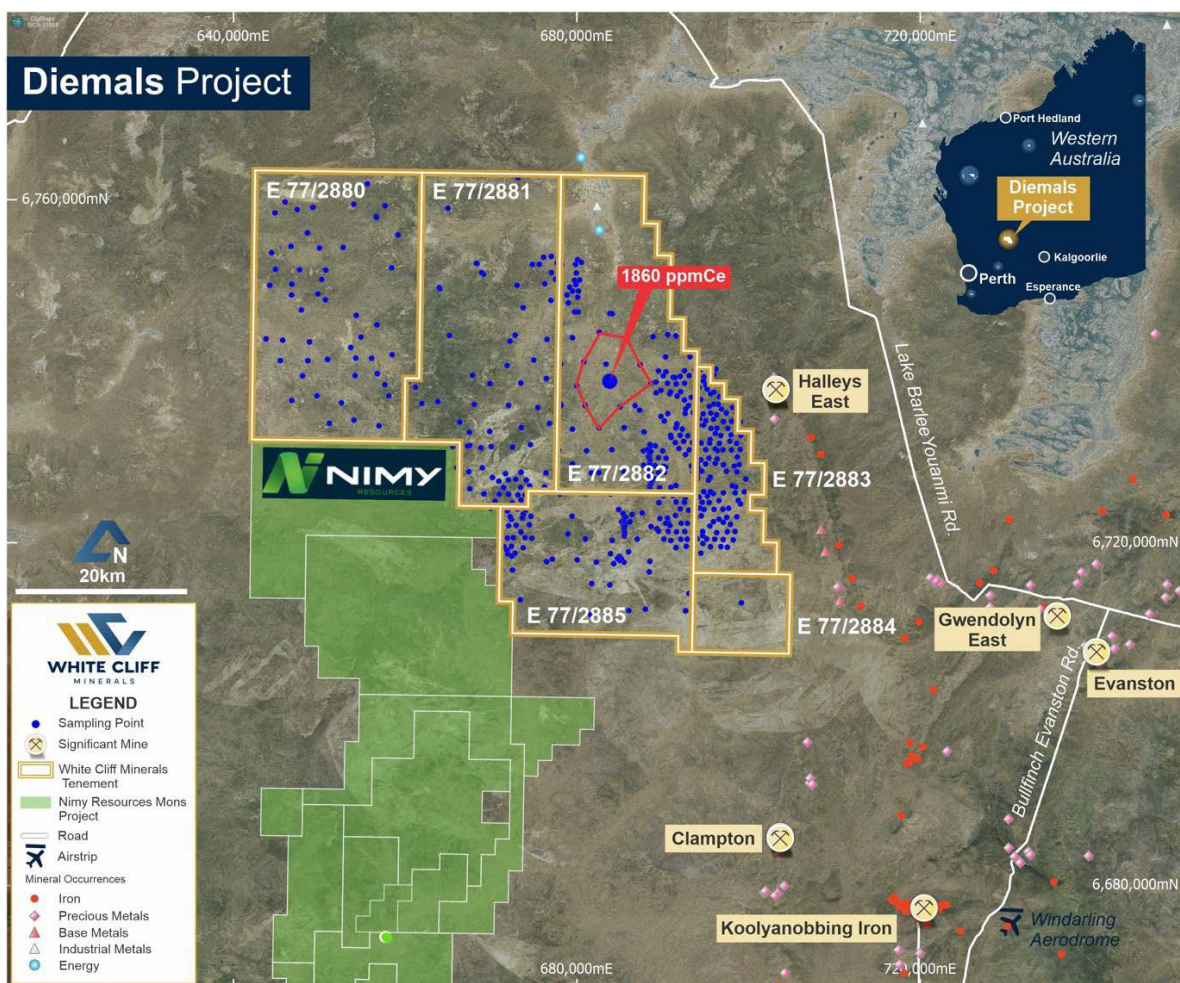 640,000mE
680,000mE
720,000mE
Diemals Project
Port Hedland
Western
Australia
Diemals
Project
Kalgoorlie
Perth
Esperance
6,760,000mN
E 77/2880
E 77/2881
1860 ppmCe
Halleys
East
Lake Barlee Youanmi Rd.
NIMY
RESOURCES
E 77/2882
E 77/2883
6,720,000mN
N
20km
E 77/2885
E 77/2884
Gwendolyn
East
Evanston
Bullfinch Evanston Rd.
WHITE CLIFF
MINERALS
LEGEND
Sampling Point
Significant Mine
White Cliff Minerals
Tenement
Nimy Resources Mons
Project
Road
Airstrip
Mineral Occurrences
Iron
Precious Metals
Base Metals
Industrial Metals
Energy
Clampton
6,680,000mN
Koolyanobbing Iron
Windarling
Aerodrome
680,000mE
720,000mE